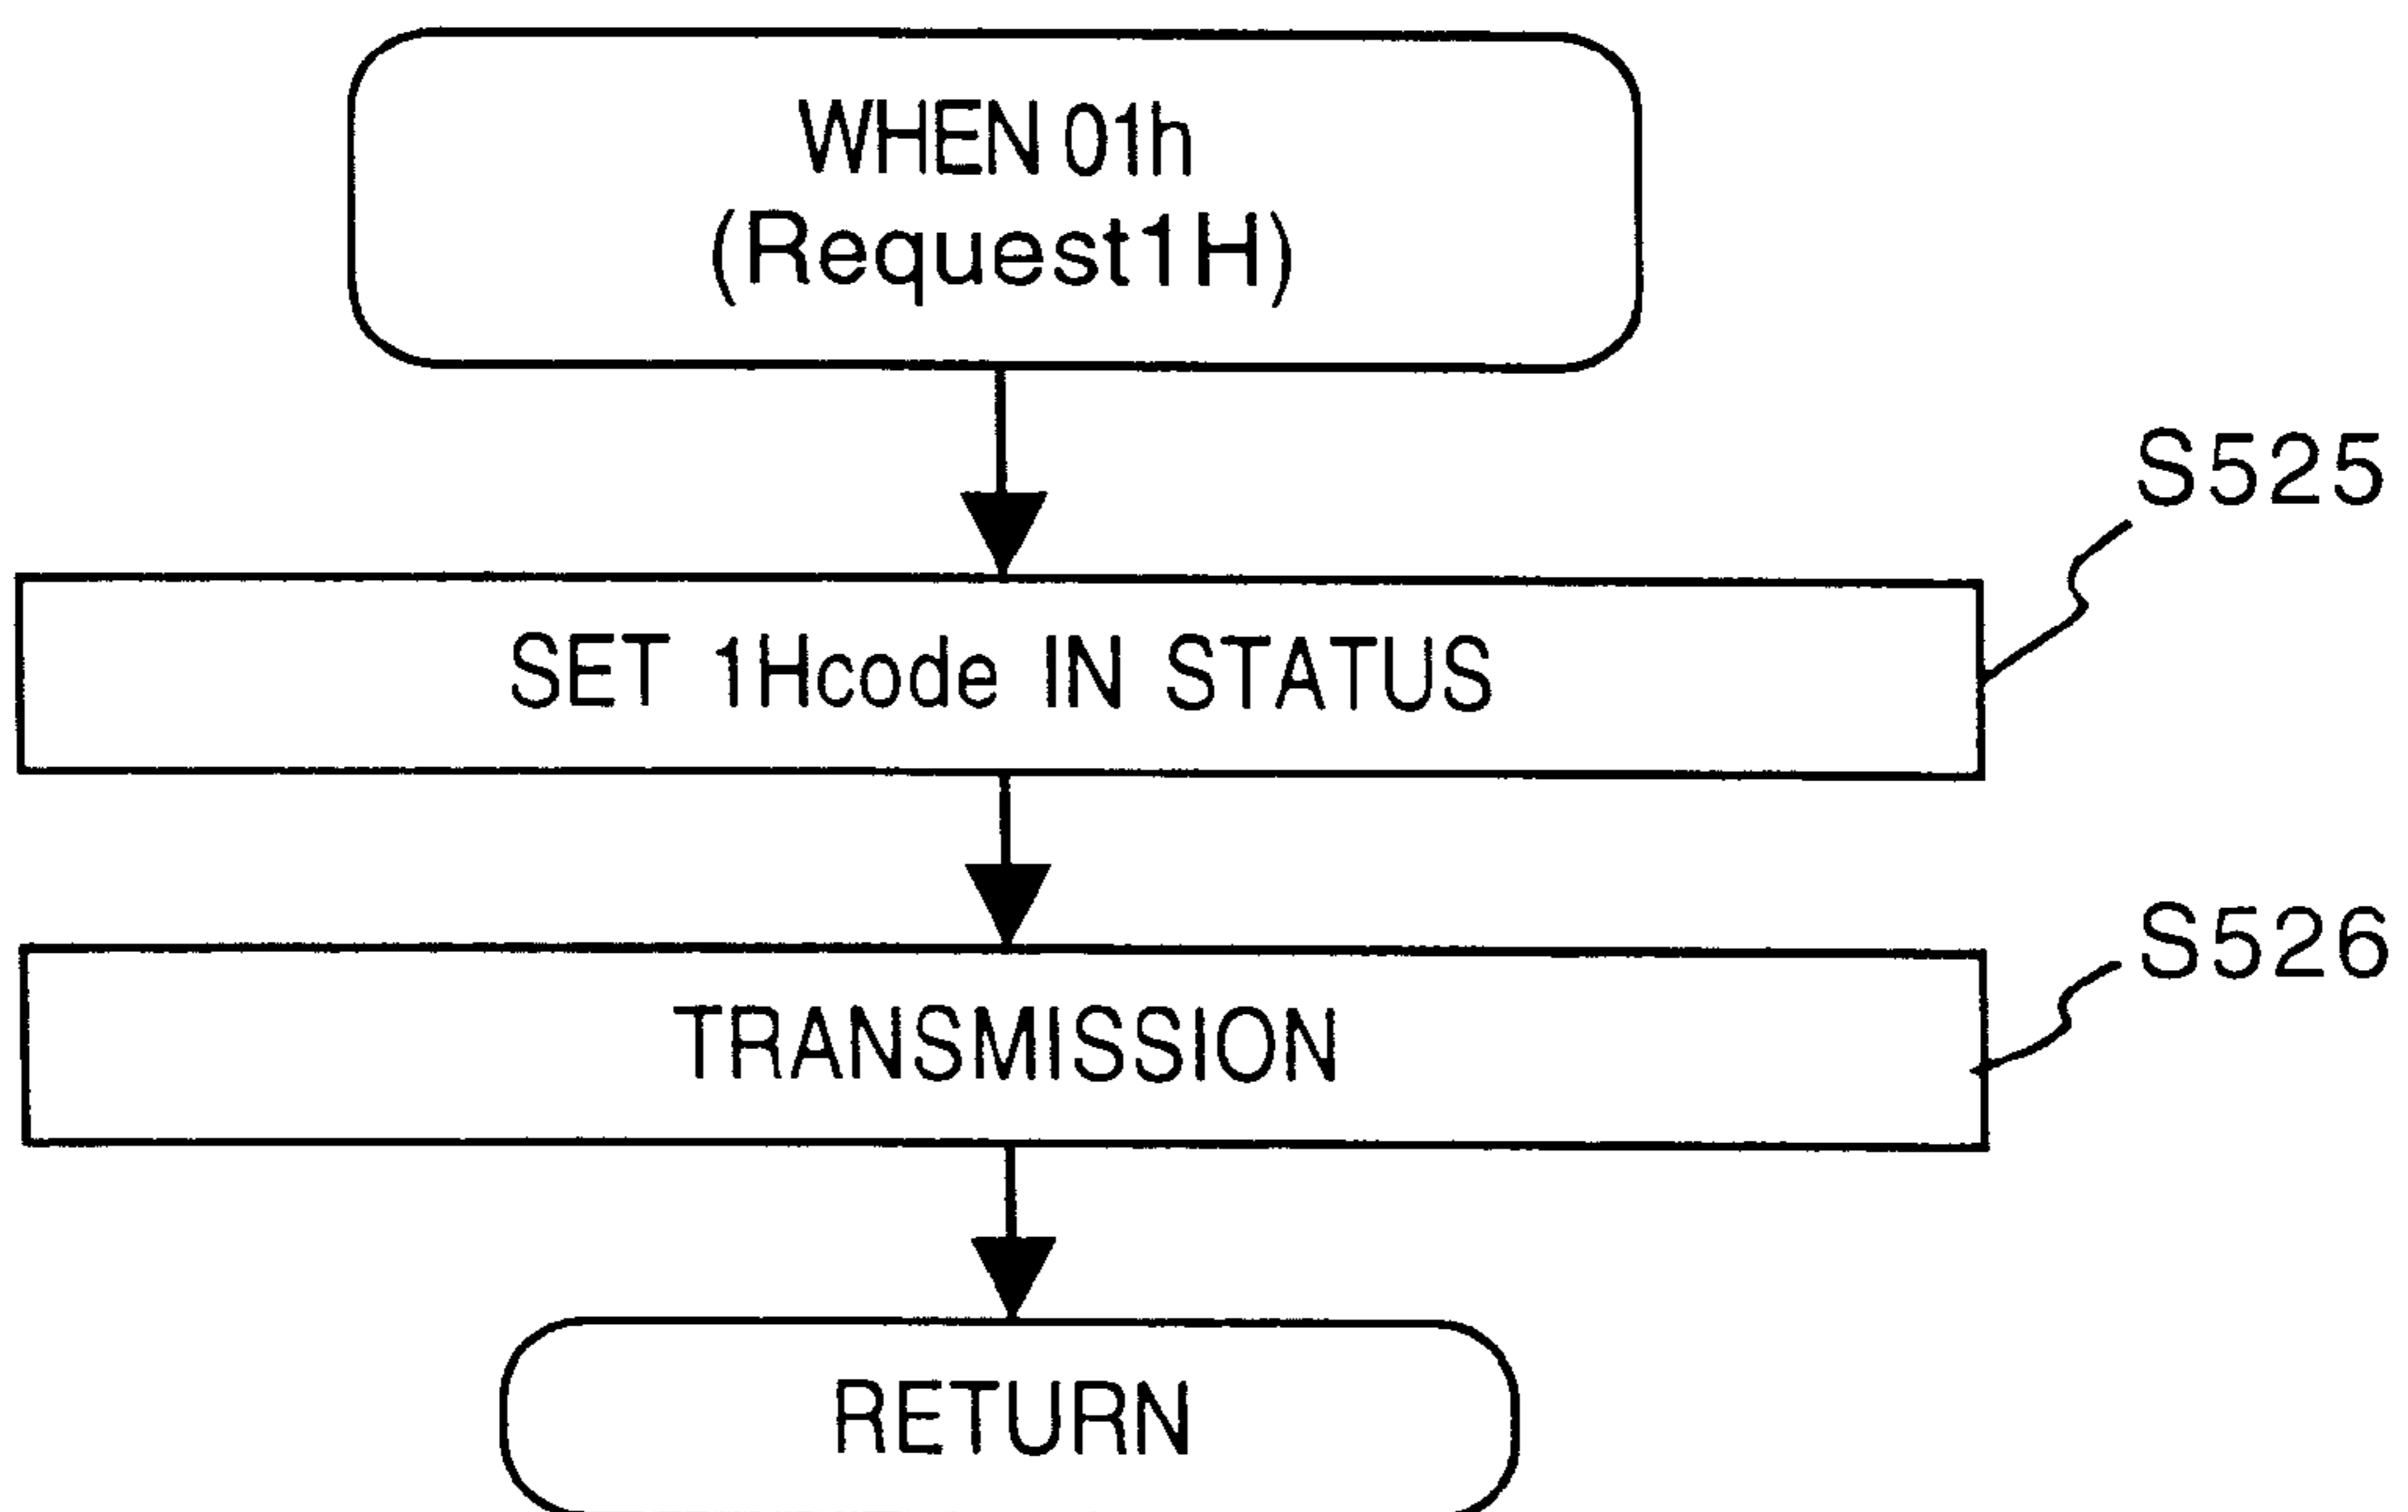 WHEN 01h
(Request1H)
S525
SET 1Hcode IN STATUS
S526
TRANSMISSION
RETURN